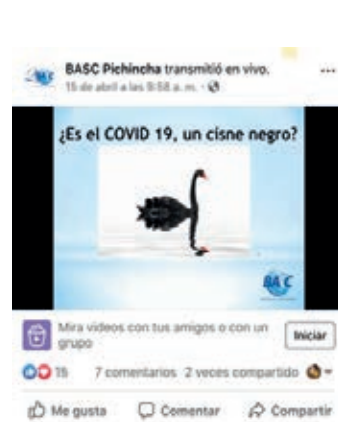 BASC Pichincha transmitió en vivo.
15 de abril a las 9:58 a. m. ·
¿Es el COVID 19, un cisne negro?
BASC
Mira videos con tus amigos o con un
grupo
Iniciar
15 7 comentarios 2 veces compartido
Me gusta Comentar Compartir